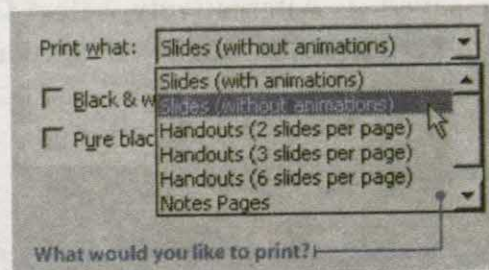 Print what: Slides (without animations)
Slides (with animations)
Black & w Slides (without animations)
Pure blac Handouts (2 slides per page)
Handouts (3 slides per page)
Handouts (6 slides per page)
Notes Pages
What would you like to print?